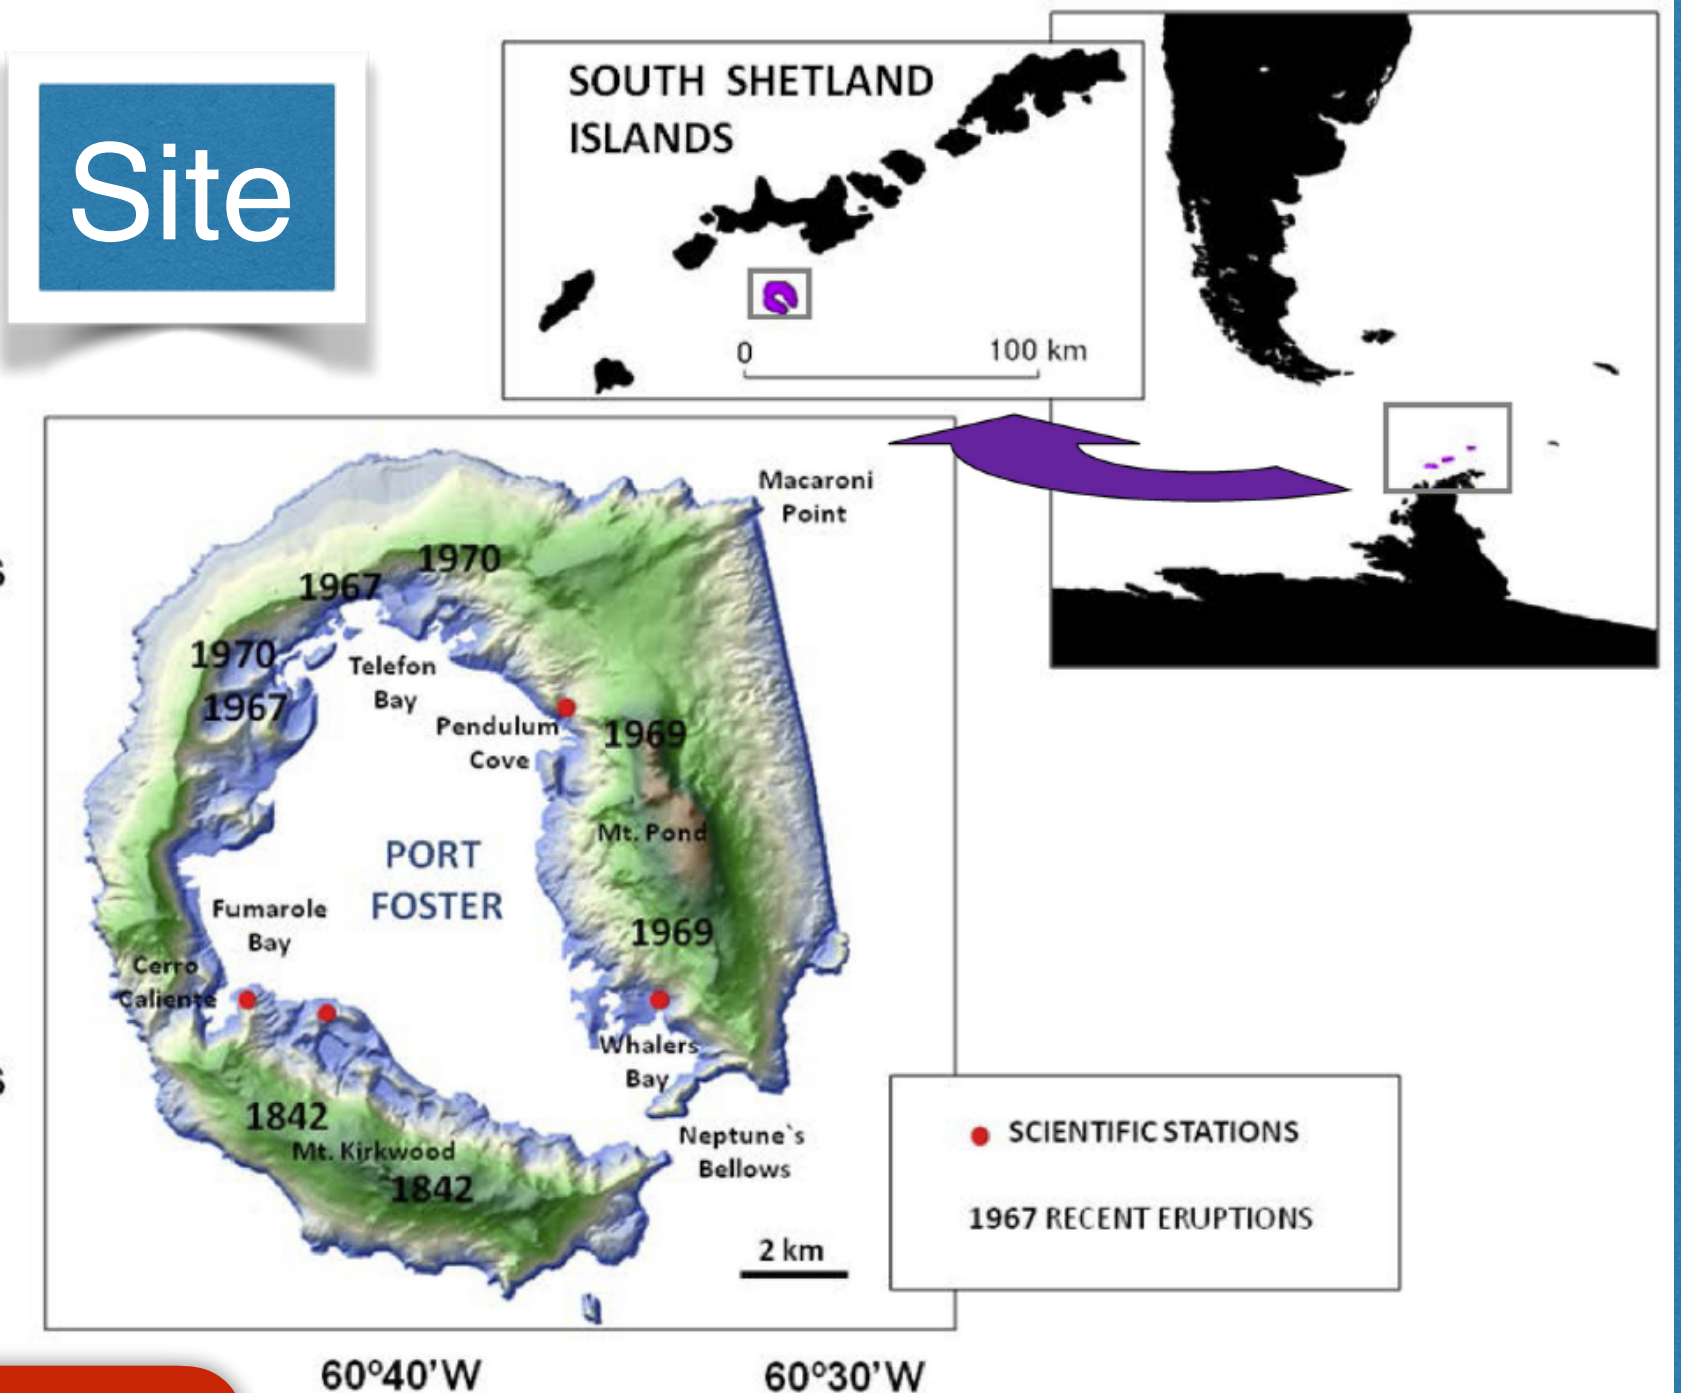 Site
SOUTH SHETLAND
ISLANDS
0 100 km
Macaroni
Point
1970
1967
1970
1967
Telefon
Bay
Pendulum
Cove
1969
Mt. Pond
PORT
FOSTER
Fumarole
Bay
1969
Cerro
Caliente
Whalers
Bay
1842
Mt. Kirkwood
1842
Neptune`s
Bellows
2 km
SCIENTIFIC STATIONS
1967 RECENT ERUPTIONS
60º40'W 60º30'W